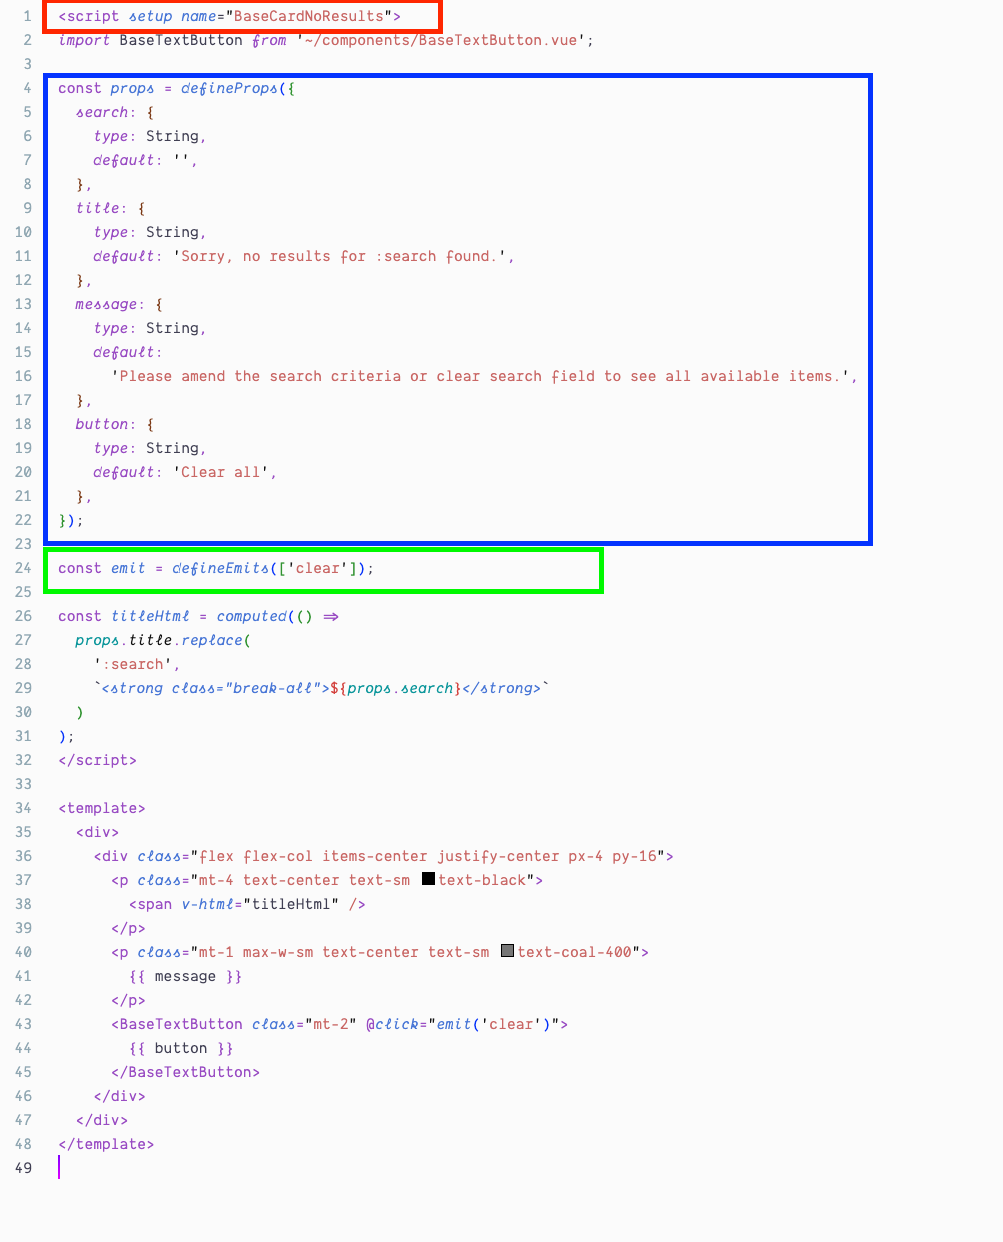 1 <script setup name="BaseCardNoResults">
2 import BaseTextButton from '~/components/BaseTextButton.vue';
3
4 const props = defineProps({
5   search: {
6     type: String,
7     default: '',
8   },
9   title: {
10     type: String,
11     default: 'Sorry, no results for :search found.',
12   },
13   message: {
14     type: String,
15     default:
16       'Please amend the search criteria or clear search field to see all available items.',
17   },
18   button: {
19     type: String,
20     default: 'Clear all',
21   },
22 });
23
24 const emit = defineEmits(['clear']);
25
26 const titleHtml = computed(() =>
27   props.title.replace(
28     ':search',
29     `<strong class="break-all">${props.search}</strong>`
30   )
31 );
32 </script>
33
34 <template>
35   <div>
36     <div class="flex flex-col items-center justify-center px-4 py-16">
37       <p class="mt-4 text-center text-sm text-black">
38         <span v-html="titleHtml" />
39       </p>
40       <p class="mt-1 max-w-sm text-center text-sm text-coal-400">
41         {{ message }}
42       </p>
43       <BaseTextButton class="mt-2" @click="emit('clear')">
44         {{ button }}
45       </BaseTextButton>
46     </div>
47   </div>
48 </template>
49